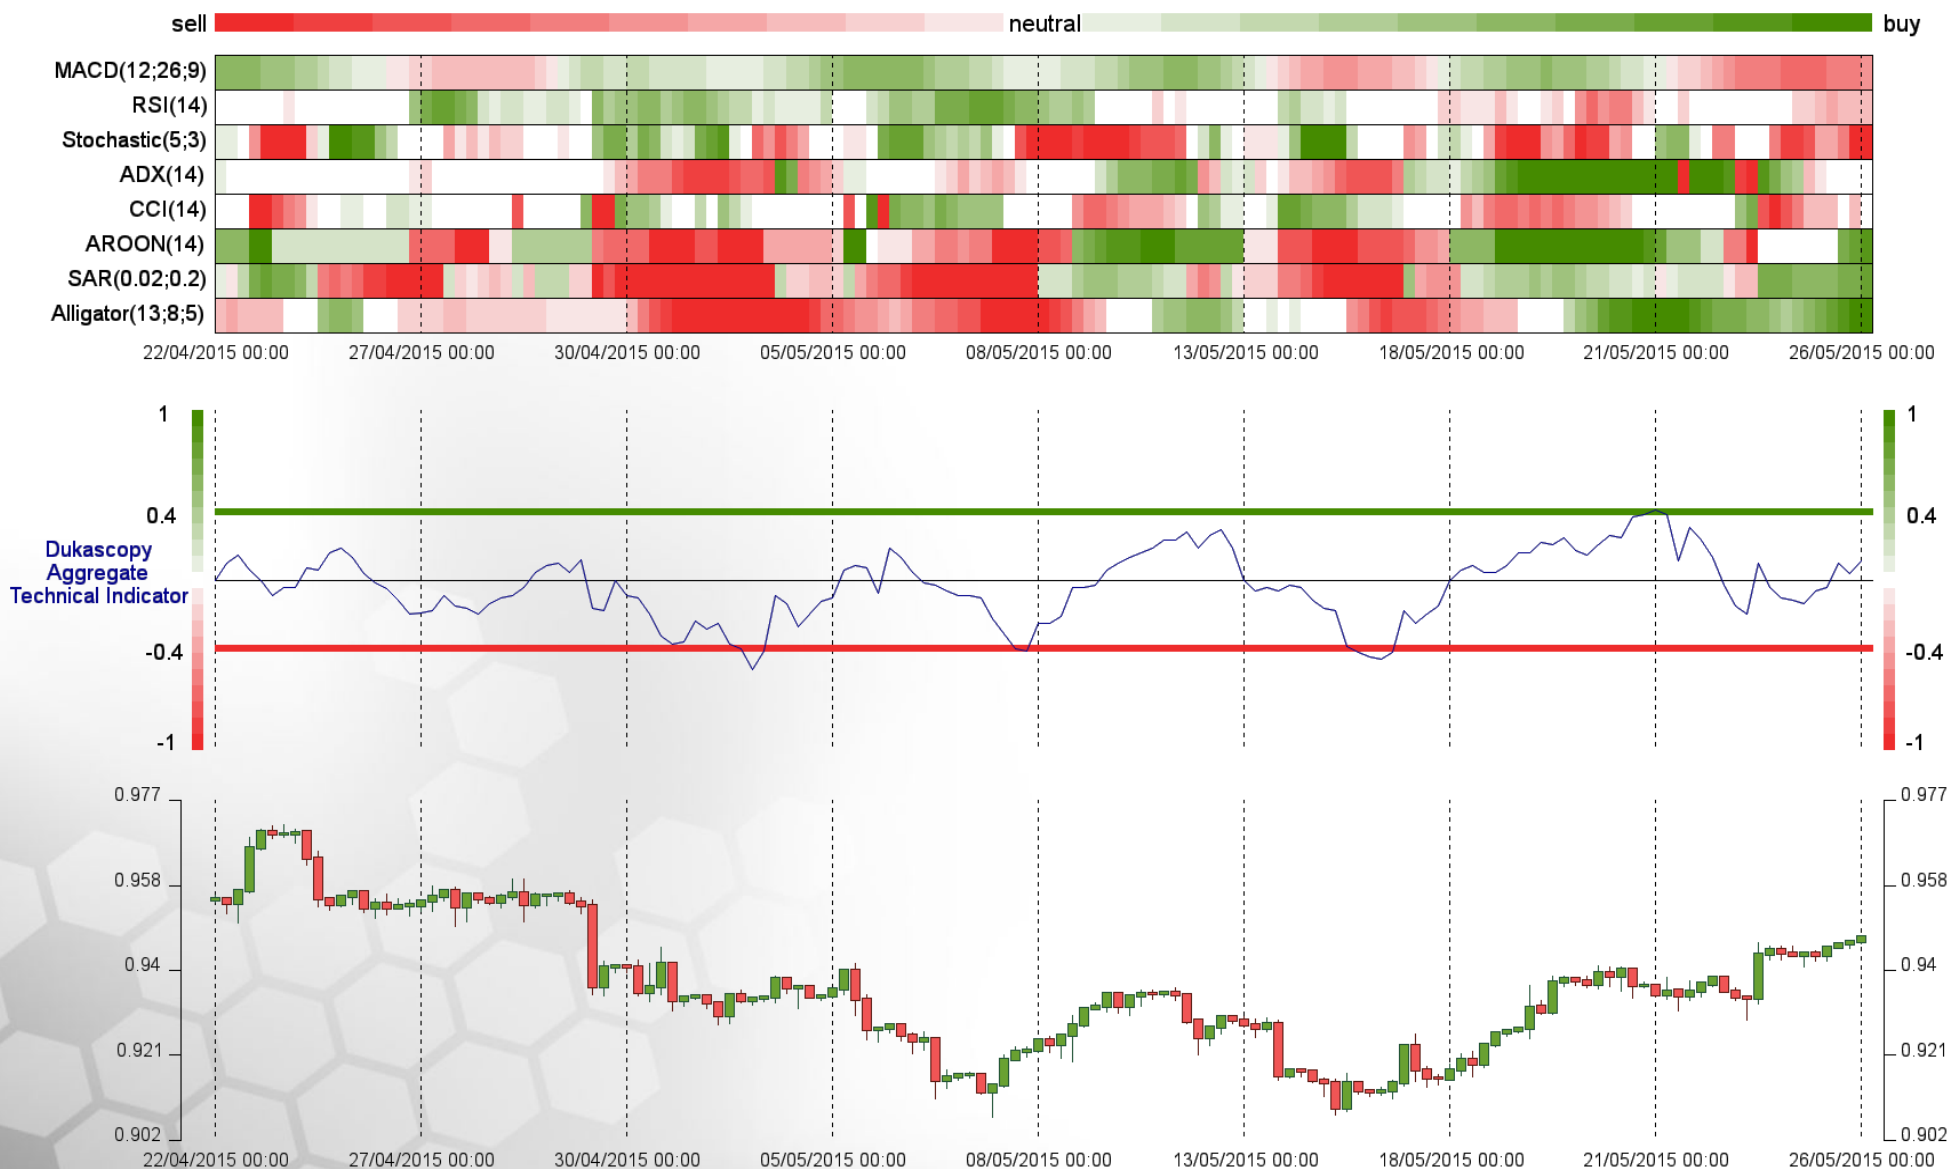 sell neutral buy
MACD(12;26;9)
RSI(14)
Stochastic(5;3)
ADX(14)
CCI(14)
AROON(14)
SAR(0.02;0.2)
Alligator(13;8;5)
22/04/2015 00:00 27/04/2015 00:00 30/04/2015 00:00 05/05/2015 00:00 08/05/2015 00:00 13/05/2015 00:00 18/05/2015 00:00 21/05/2015 00:00 26/05/2015 00:00
1 1
0.4 0.4
Dukascopy
Aggregate
Technical Indicator
-0.4 -0.4
-1 -1
0.977 0.977
0.958 0.958
0.94 0.94
0.921 0.921
0.902 0.902
22/04/2015 00:00 27/04/2015 00:00 30/04/2015 00:00 05/05/2015 00:00 08/05/2015 00:00 13/05/2015 00:00 18/05/2015 00:00 21/05/2015 00:00 26/05/2015 00:00